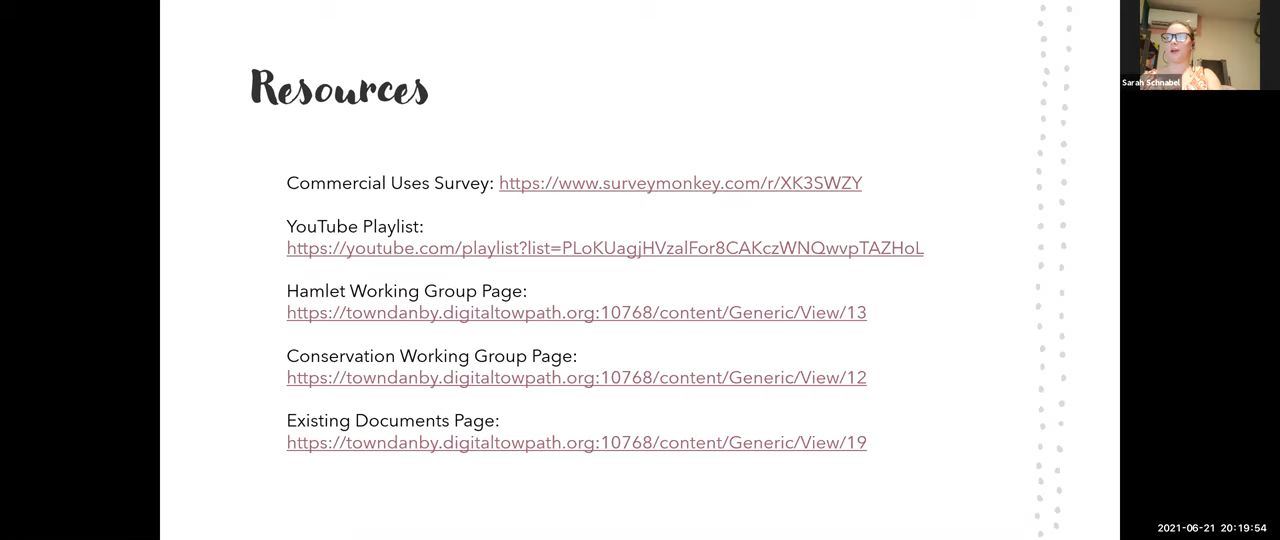 Resources
Commercial Uses Survey: https://www.surveymonkey.com/r/XK3SWZY
YouTube Playlist:
https://youtube.com/playlist?list=PLoKUagjHVzalFor8CAKczWNQwvpTAZHoL
Hamlet Working Group Page:
https://towndanby.digitaltowpath.org:10768/content/Generic/View/13
Conservation Working Group Page:
https://towndanby.digitaltowpath.org:10768/content/Generic/View/12
Existing Documents Page:
https://towndanby.digitaltowpath.org:10768/content/Generic/View/19
Sarah Schnabel
2021-06-21 20:19:54